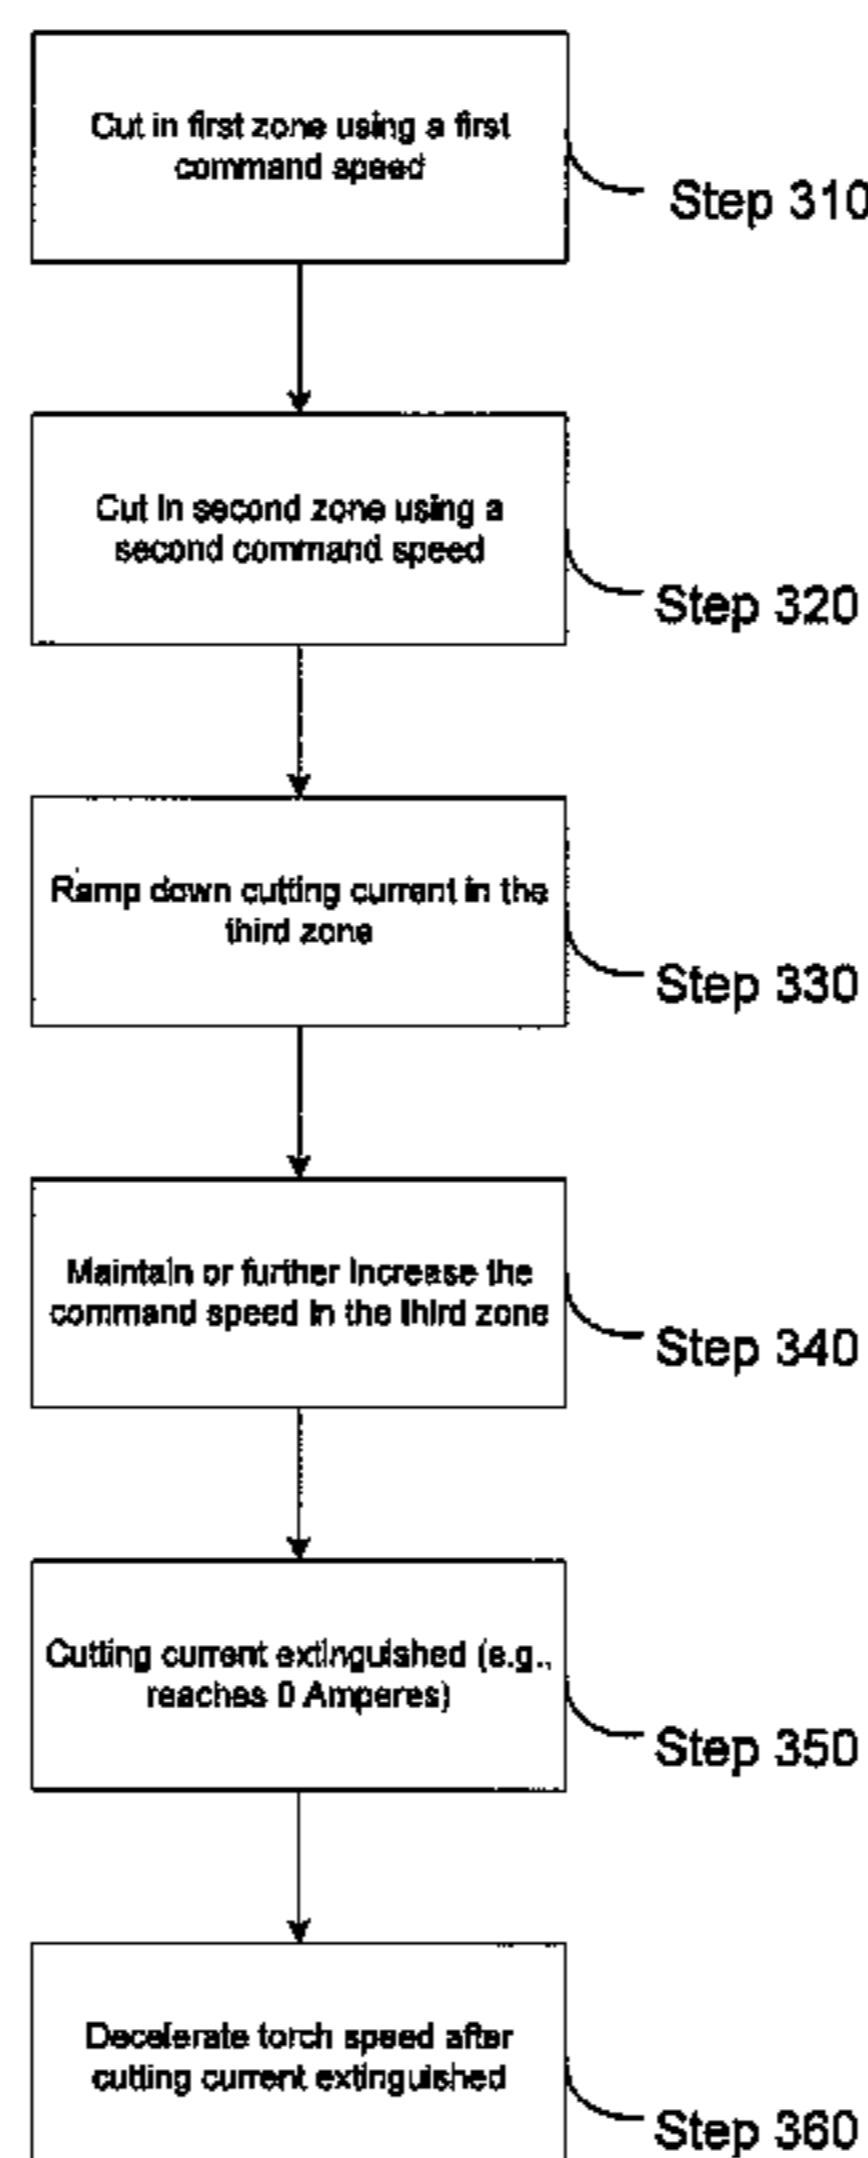 Cut in first zone using a first
command speed
Step 310
Cut in second zone using a
second command speed
Step 320
Ramp down cutting current in the
third zone
Step 330
Maintain or further increase the
command speed in the third zone
Step 340
Cutting current extinguished (e.g.,
reaches 0 Amperes)
Step 350
Decelerate torch speed after
cutting current extinguished
Step 360